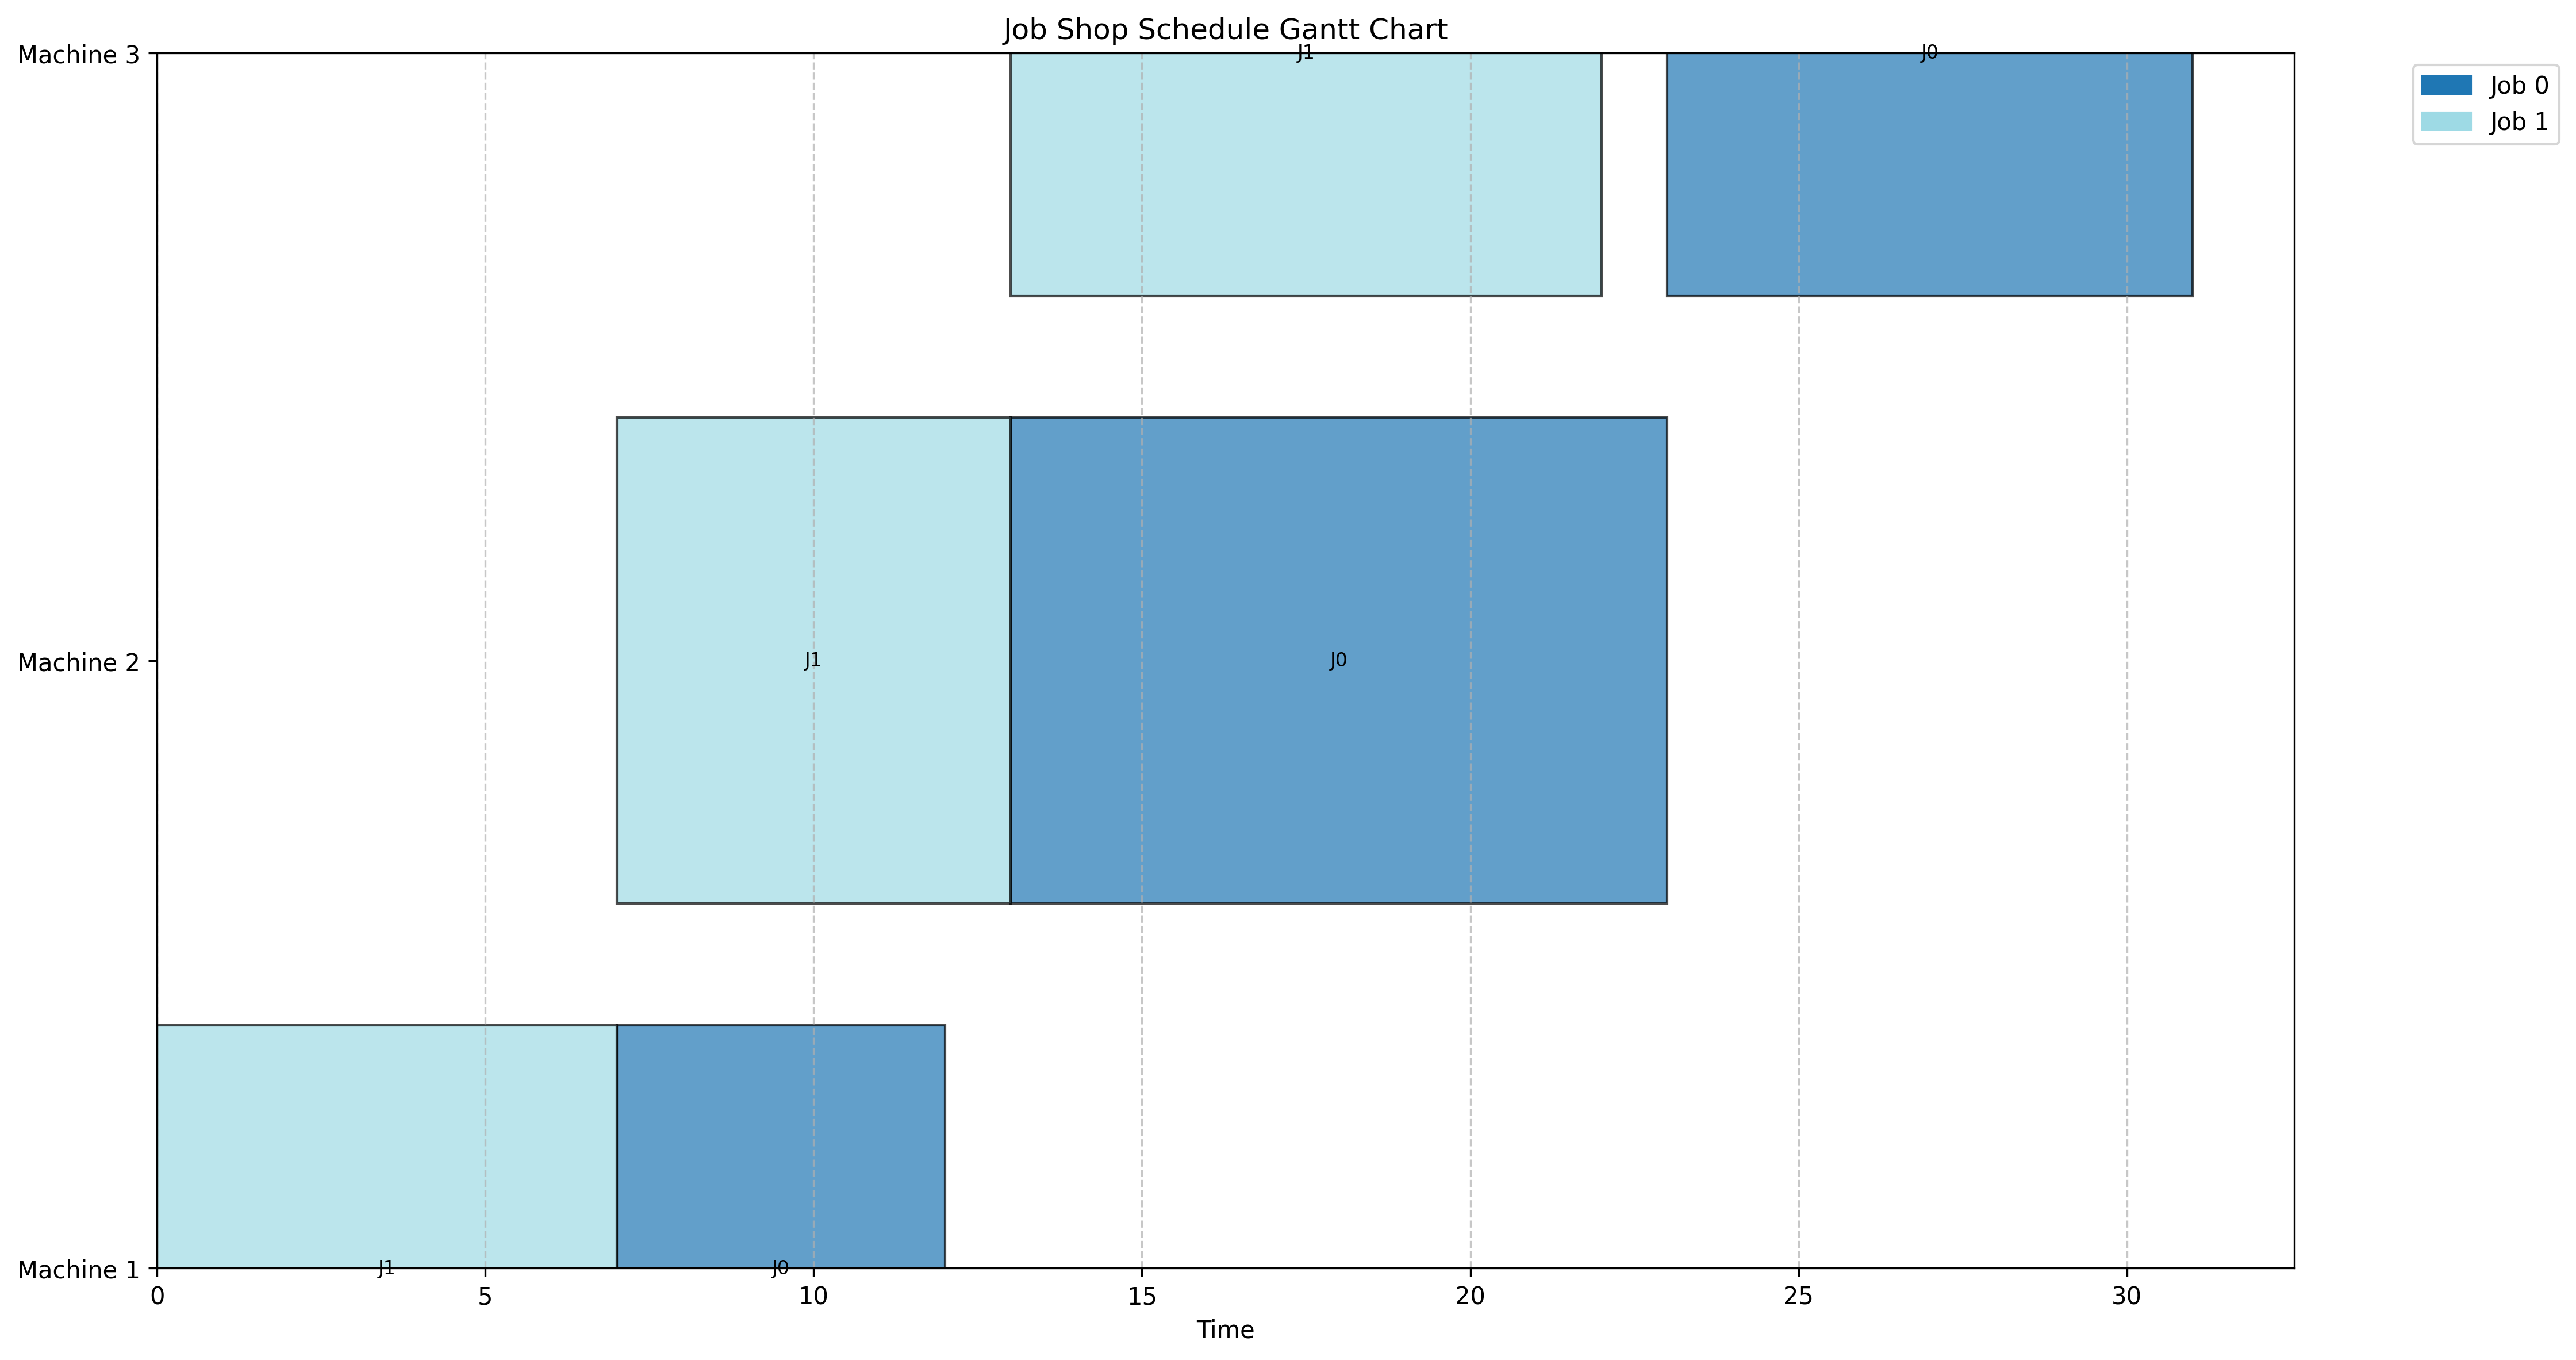 Job Shop Schedule Gantt Chart
Machine 3
J1
J0
Job 0
Job 1
Machine 2
J1
J0
Machine 1
J1
J0
0 5 10 15 20 25 30
Time